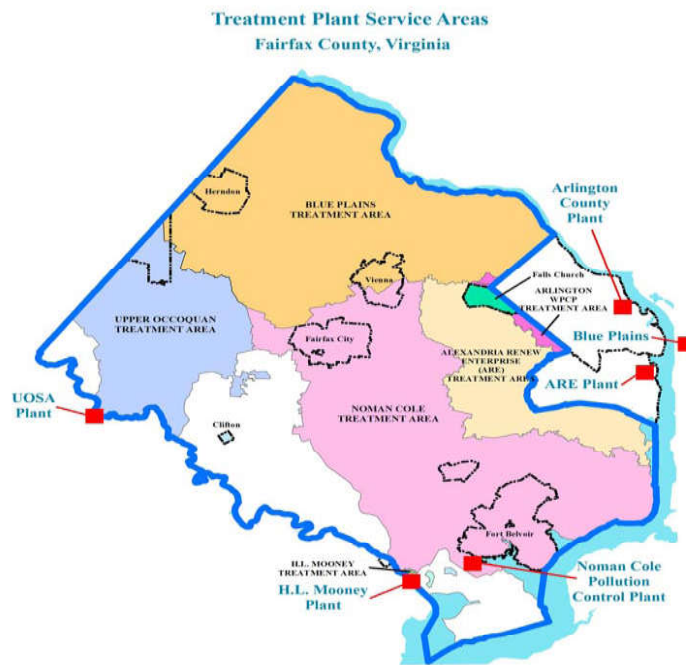 Treatment Plant Service Areas
Fairfax County, Virginia
Herndon
BLUE PLAINS
TREATMENT AREA
Arlington
County
Plant
Vienna
Falls Church
ARLINGTON
WPCP
TREATMENT AREA
UPPER OCCOQUAN
TREATMENT AREA
Fairfax City
Blue Plains
ALEXANDRIA RENEW
ENTERPRISE
(ARE)
TREATMENT AREA
ARE Plant
UOSA
Plant
NOMAN COLE
TREATMENT AREA
Clifton
Fort Belvoir
H.L. MOONEY
TREATMENT AREA
H.L. Mooney
Plant
Noman Cole
Pollution
Control Plant